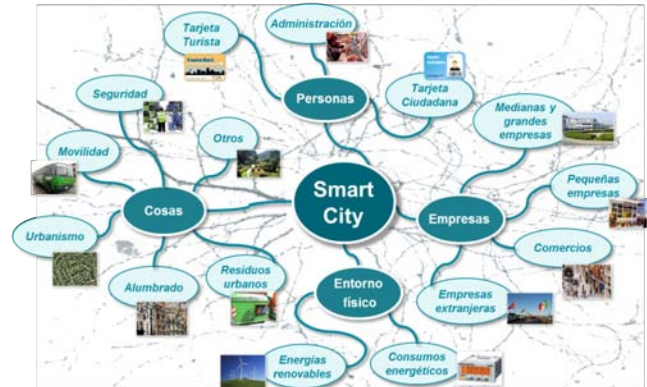 Tarjeta
Turista
Administración
Tarjeta
Ciudadana
Personas
Seguridad
Otros
Movilidad
Cosas
Urbanismo
Alumbrado
Residuos
urbanos
Smart
City
Medianas y
grandes
empresas
Pequeñas
empresas
Empresas
Comercios
Empresas
extranjeras
Entorno
físico
Energías
renovables
Consumos
energéticos